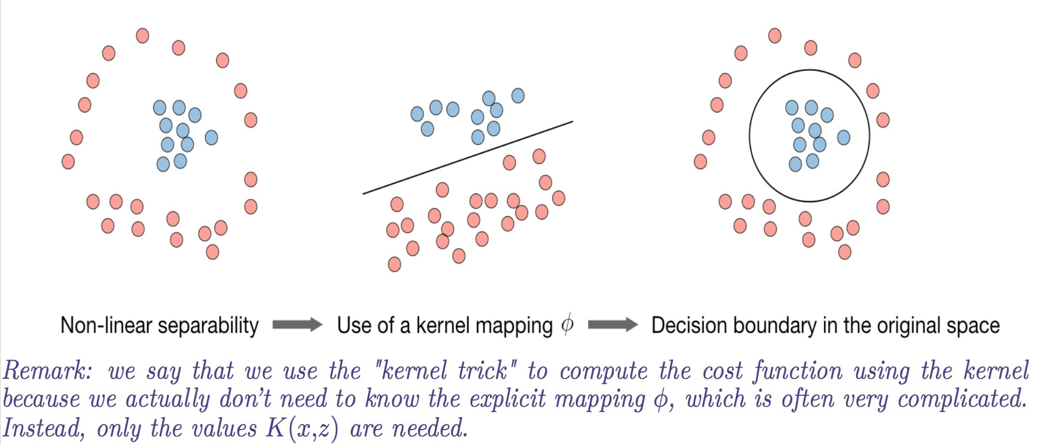 Non-linear separability
Use of a kernel mapping ϕ
Decision boundary in the original space
Remark: we say that we use the "kernel trick" to compute the cost function using the kernel
because we actually don't need to know the explicit mapping ϕ, which is often very complicated.
Instead, only the values K(x,z) are needed.